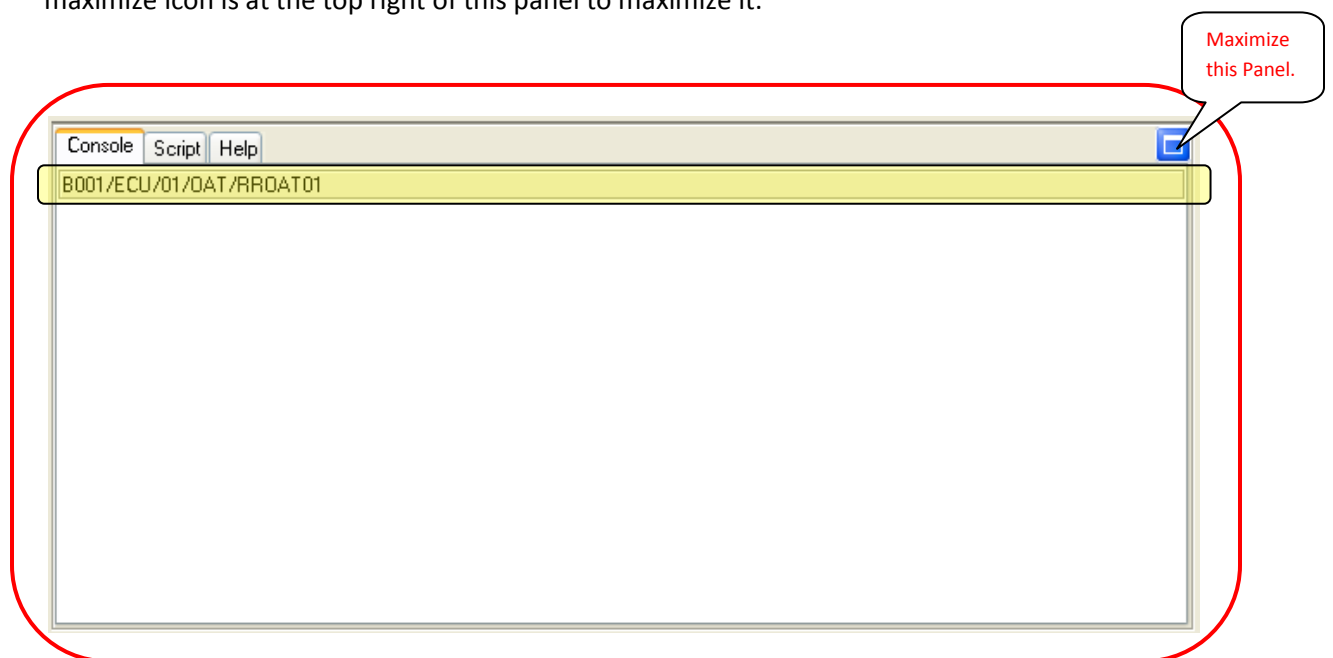 maximize icon is at the top right of this panel to maximize it.
Maximize
this Panel.
Console Script Help
B001/ECU/01/OAT/RROAT01